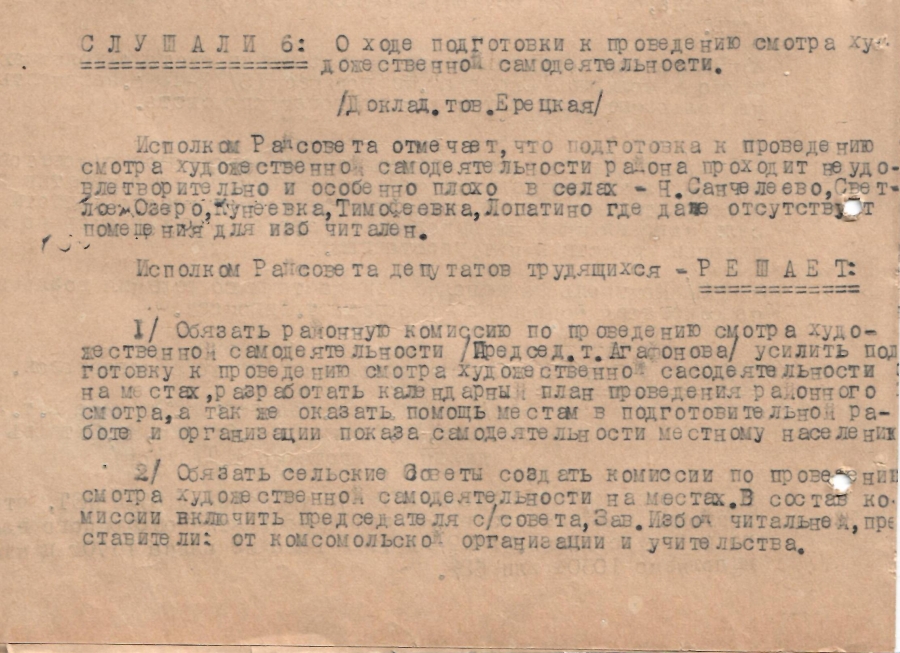 С Л У Ш А Л И 6: О ходе подготовки к проведению смотра ху-
================= дожественной самодеятельности.
/Доклад.тов.Ерецкая/
Исполком Райсовета отмечает,что подготовка к проведению
смотра художественной самодеятельности района проходит неудо-
влетворительно и особенно плохо в селах - Н.Санчелеево,Свет-
лое Озеро,Кунеевка,Тимофеевка,Лопатино где даже отсутствуют
помещения для изб читален.
Исполком Райсовета депутатов трудящихся - Р Е Ш А Е Т:
============
1/ Обязать районную комиссию по проведению смотра худо-
жественной самодеятельности /Председ.т.Агафонова/ усилить под
готовку к проведению смотра художественной сасодеятельности
на местах,разработать календарный план проведения районного
смотра,а так же оказать помощь местам в подготовительной ра-
боте и организации показа самодеятельности местному населению
2/ Обязать сельские Советы создать комиссии по проведению
смотра художественной самодеятельности на местах.В состав ко-
миссии включить председателя с/совета,Зав.Избой читальней,пре
ставители: от комсомольской организации и учительства.